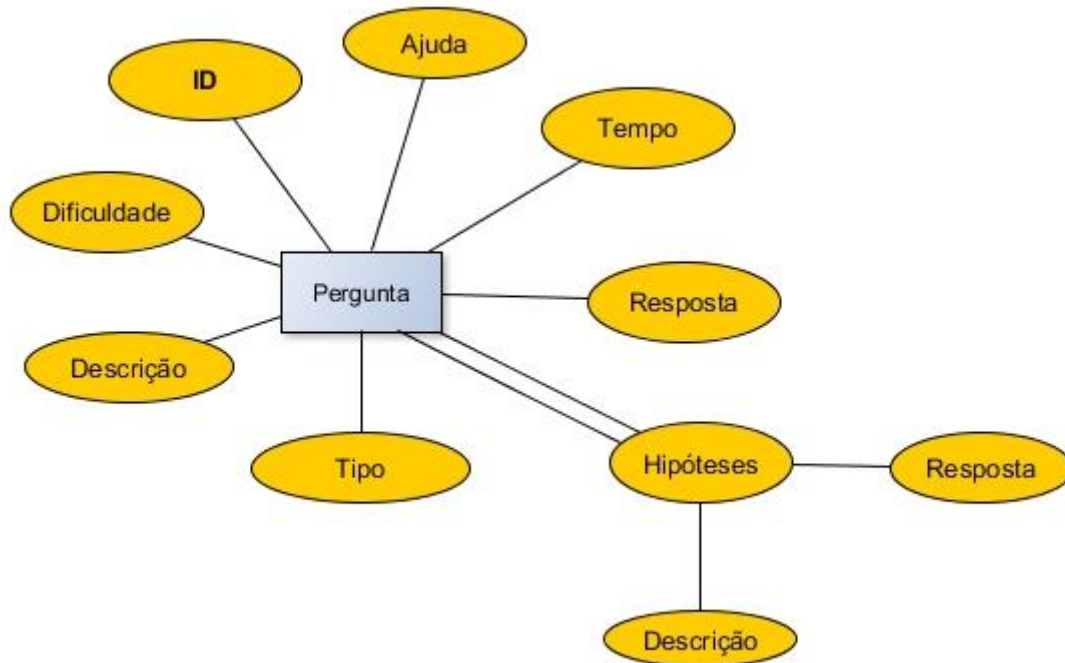 Ajuda
ID
Tempo
Dificuldade
Pergunta
Resposta
Descrição
Tipo
Hipóteses
Resposta
Descrição